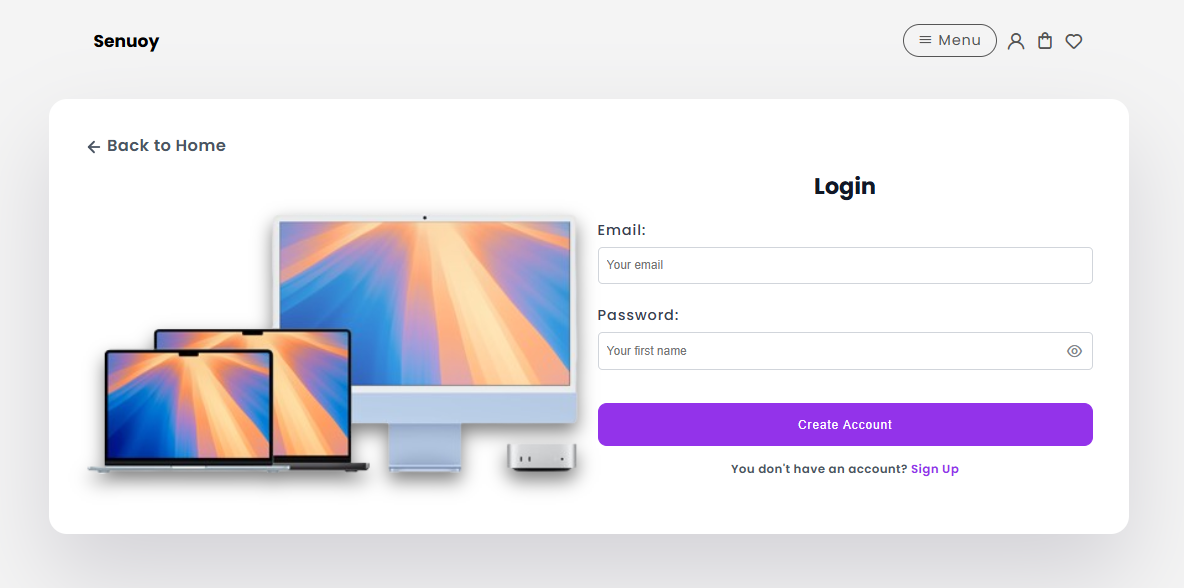 Senuoy
Menu
Back to Home
Login
Email:
Your email
Password:
Your first name
Create Account
You don't have an account? Sign Up